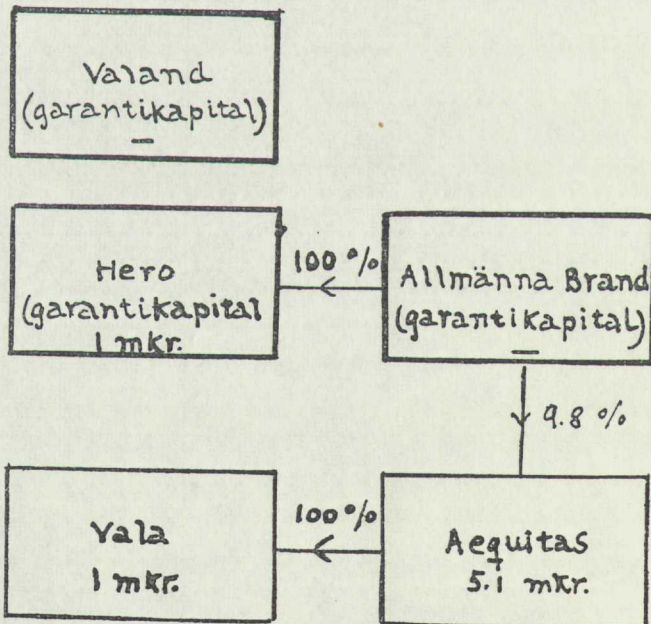 Valand
(garantikapital)
—
Hero
(garantikapital
1 mkr.
100 %
Allmänna Brand
(garantikapital)
—
9.8 %
Vala
1 mkr.
100 %
Aequitas
5.1 mkr.